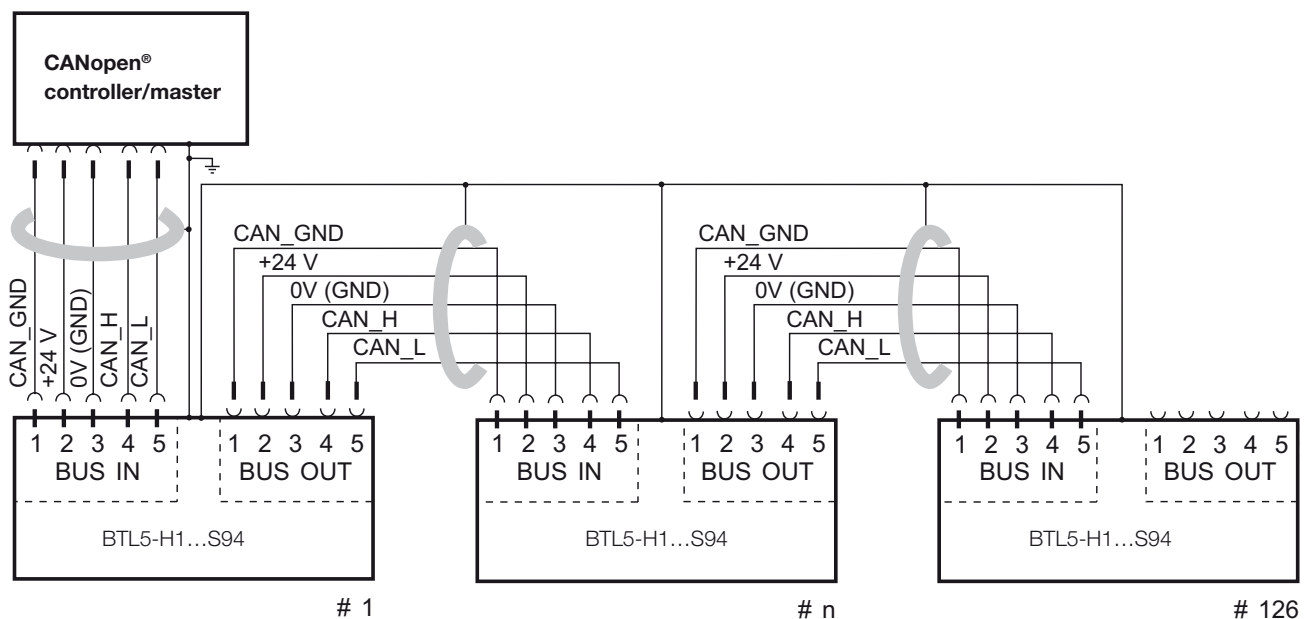 CANopen®
controller/master
CAN_GND
+24 V
0V (GND)
CAN_H
CAN_L
CAN_GND
+24 V
0V (GND)
CAN_H
CAN_L
CAN_GND
+24 V
0V (GND)
CAN_H
CAN_L
1 2 3 4 5
BUS IN
1 2 3 4 5
BUS OUT
BTL5-H1...S94
# 1
1 2 3 4 5
BUS IN
1 2 3 4 5
BUS OUT
BTL5-H1...S94
# n
1 2 3 4 5
BUS IN
1 2 3 4 5
BUS OUT
BTL5-H1...S94
# 126